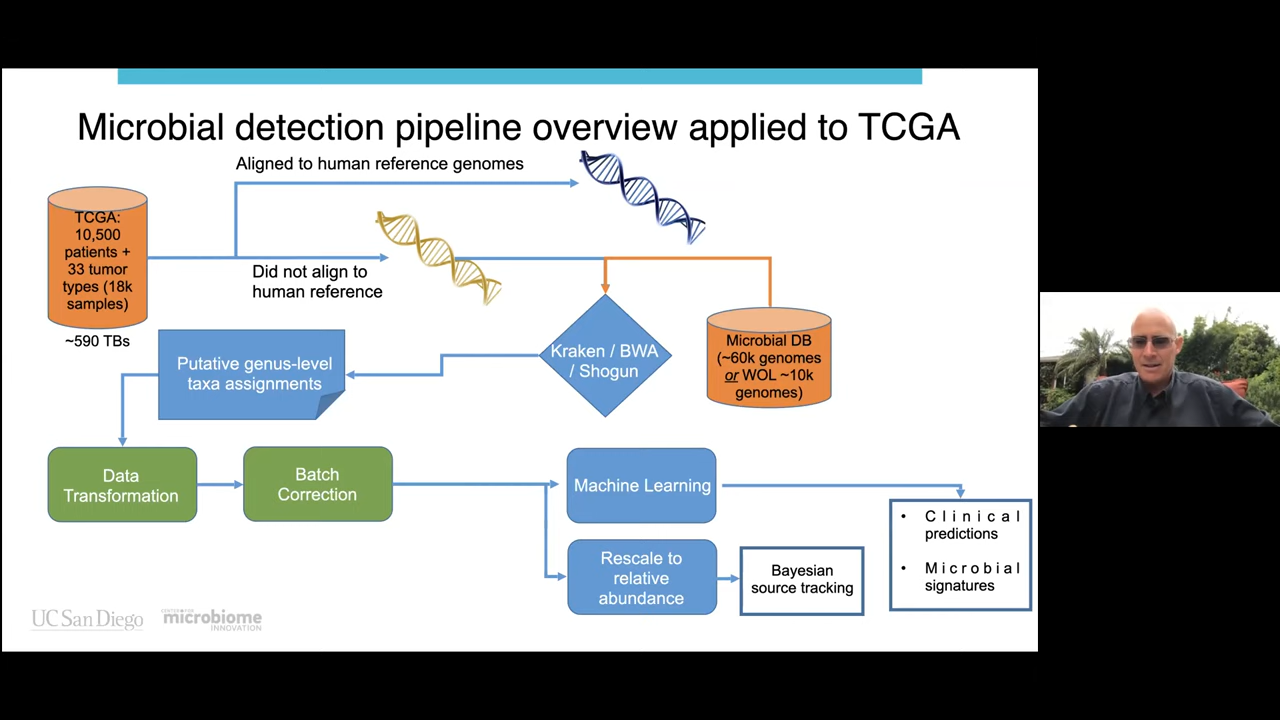 Microbial detection pipeline overview applied to TCGA
Aligned to human reference genomes
TCGA:
10,500
patients +
33 tumor
types (18k
samples)
~590 TBs
Did not align to
human reference
Kraken / BWA
/ Shogun
Microbial DB
(~60k genomes
or WOL ~10k
genomes)
Putative genus-level
taxa assignments
Data
Transformation
Batch
Correction
Machine Learning
• Clinical
predictions
• Microbial
signatures
Rescale to
relative
abundance
Bayesian
source tracking
UC San Diego
CENTER FOR
microbiome
INNOVATION